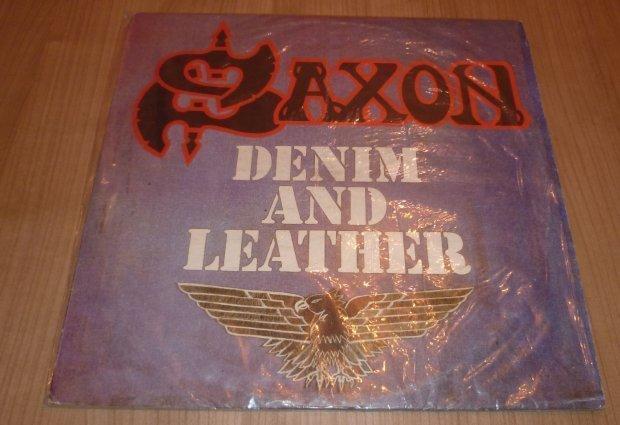 SAXON
DENIM
AND
LEATHER